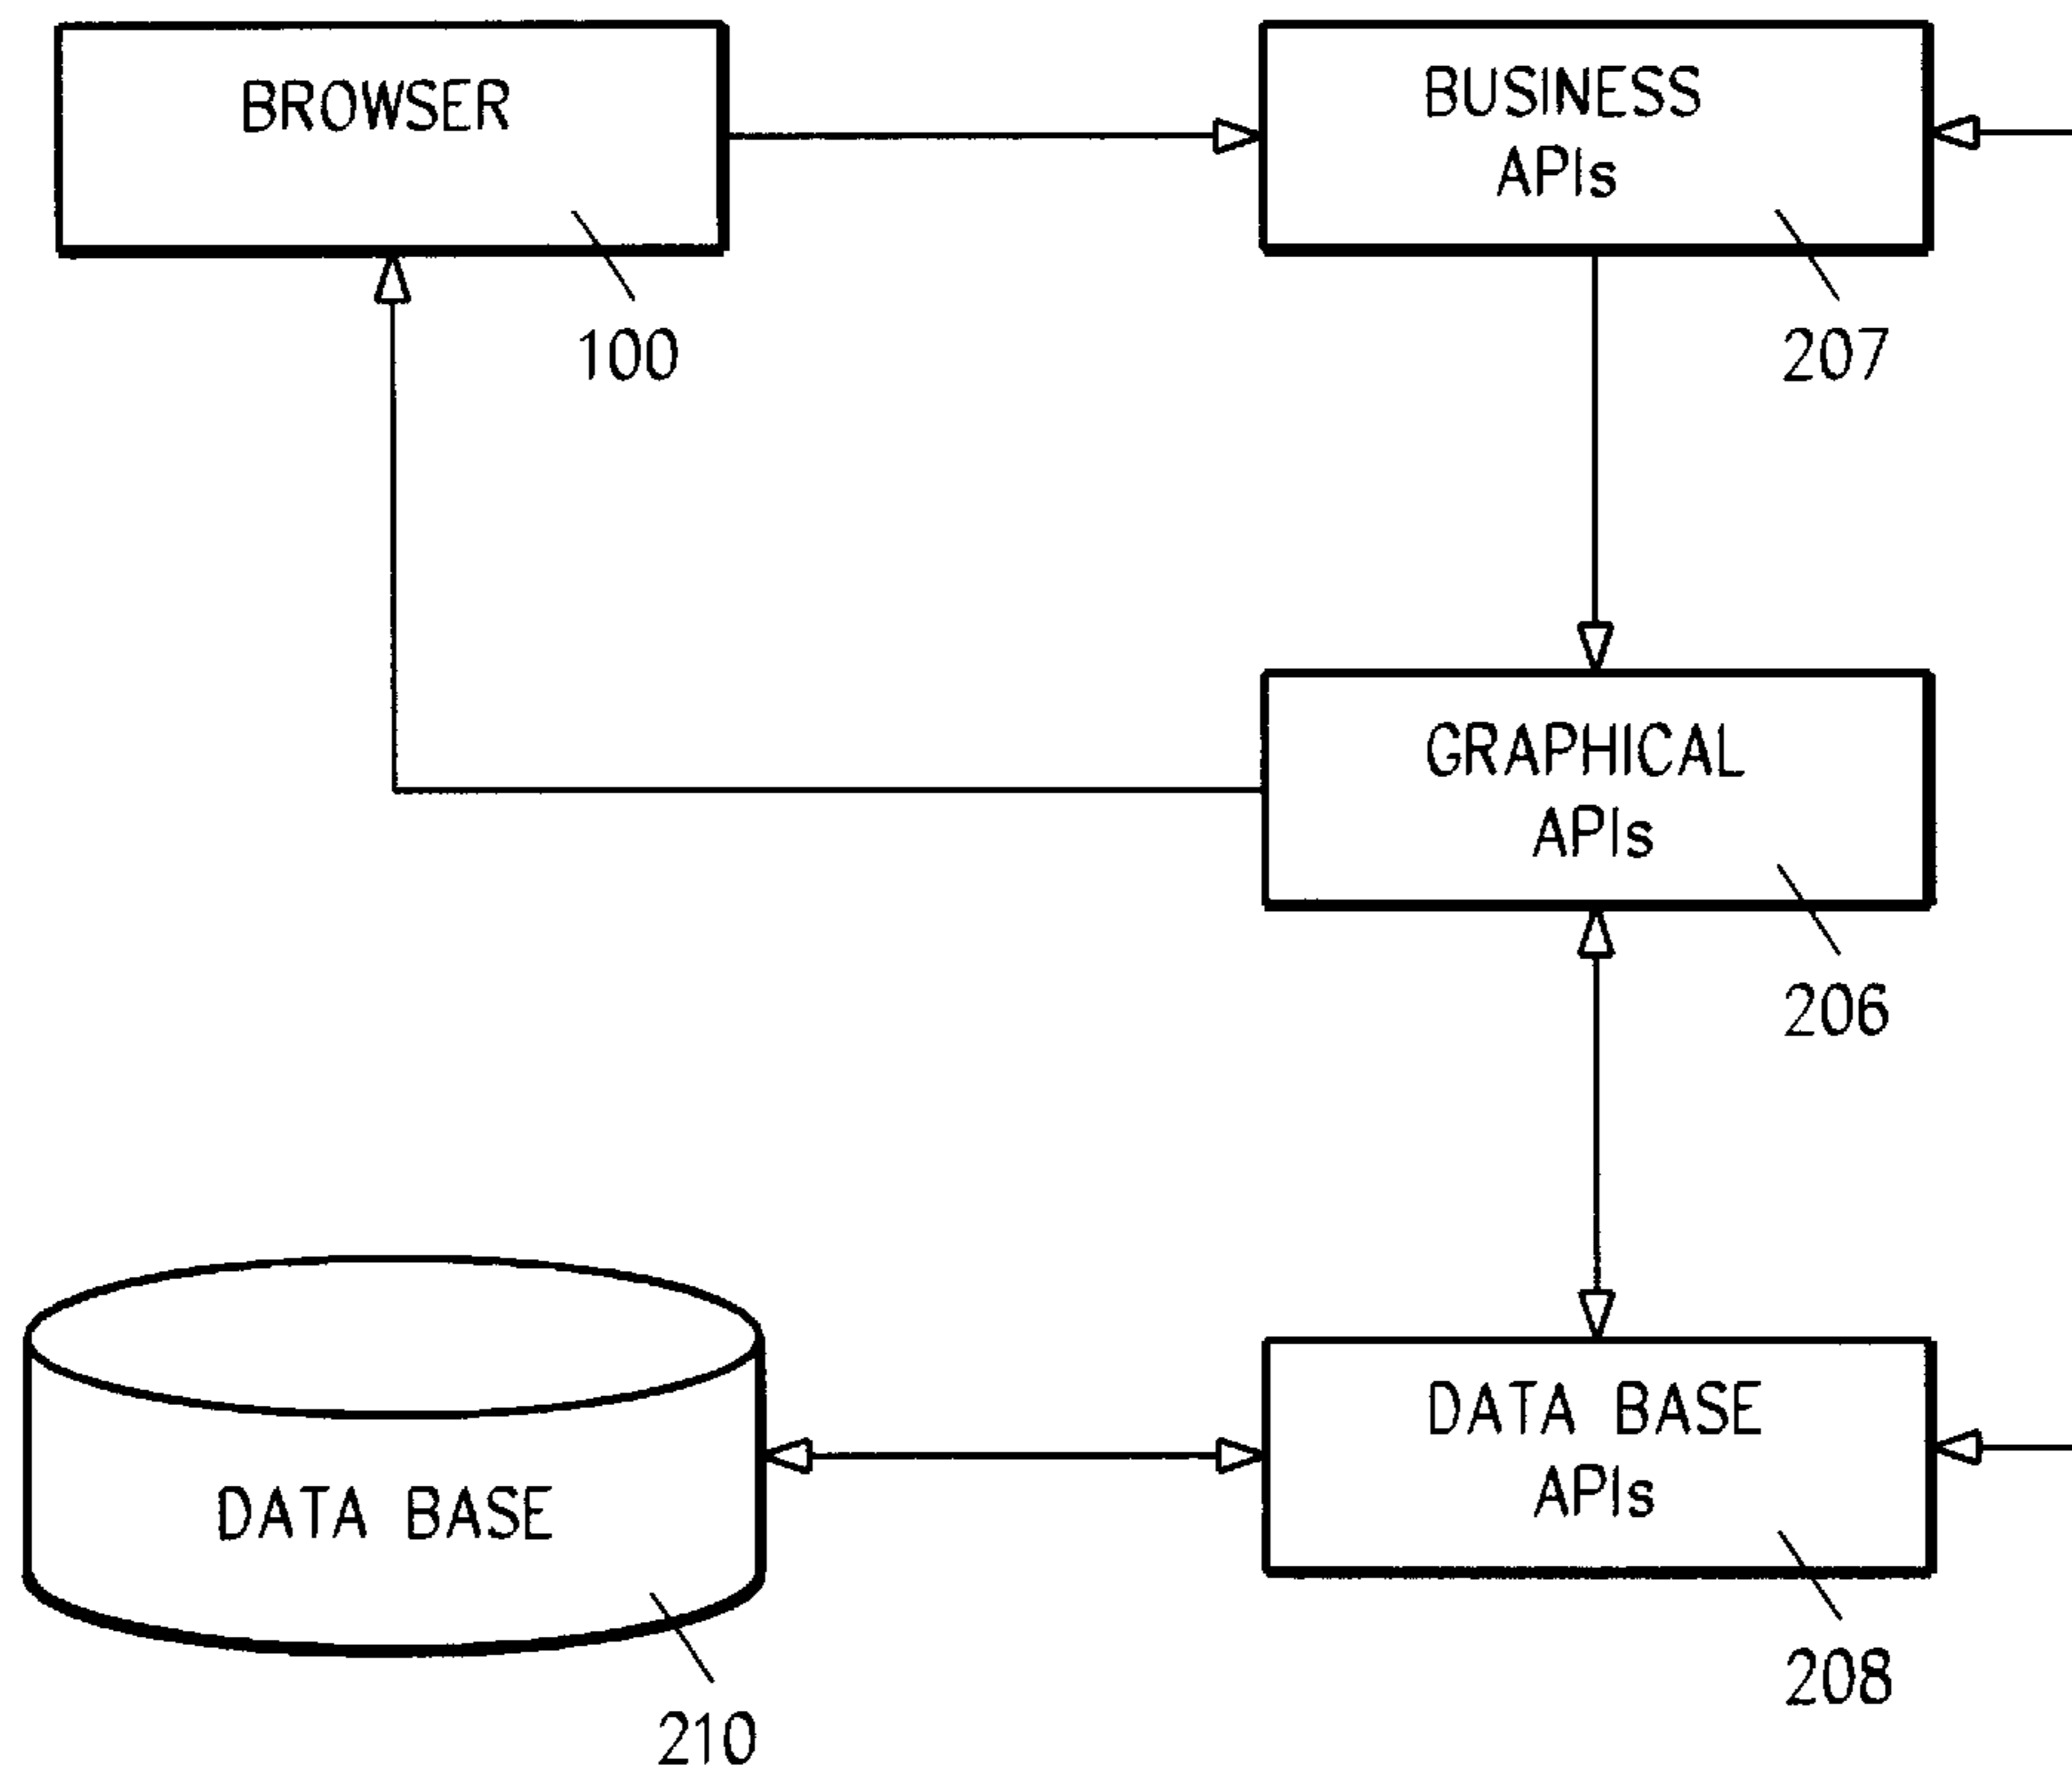 BROWSER
100
BUSINESS
APIs
207
GRAPHICAL
APIs
206
DATA BASE
210
DATA BASE
APIs
208